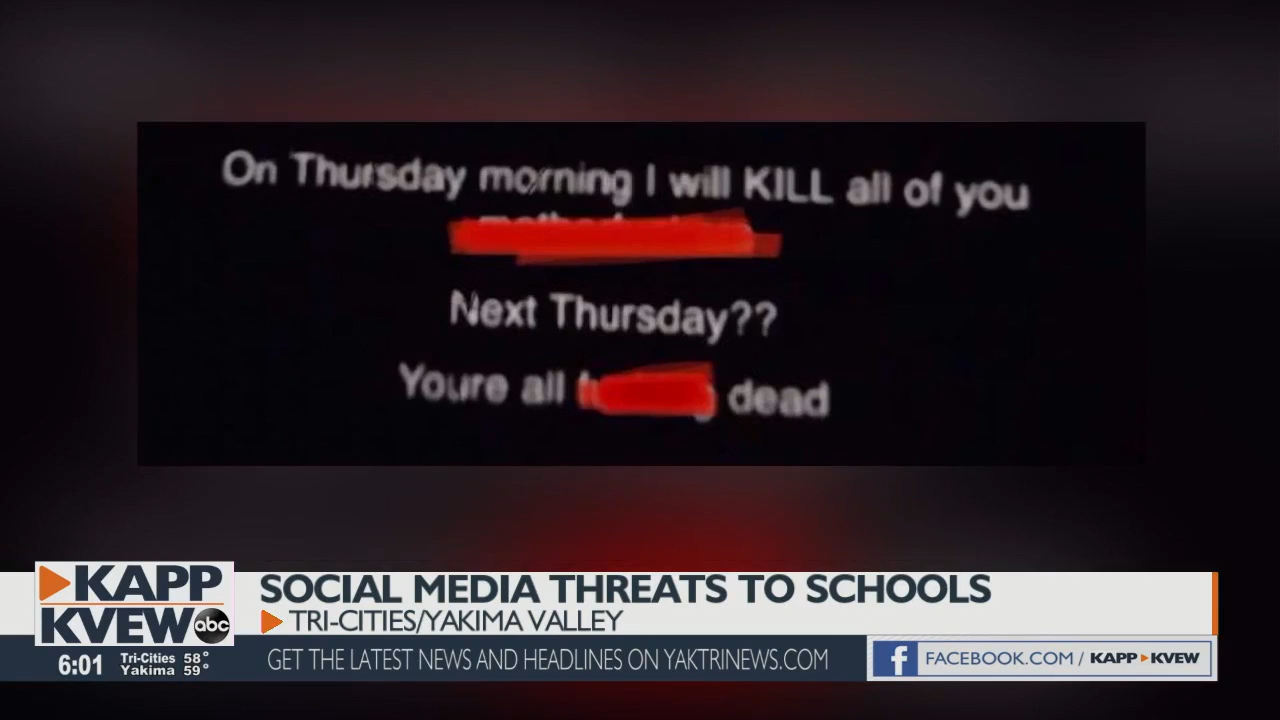 On Thursday morning I will KILL all of you
Next Thursday??
Youre all dead
KAPP
KVEW abc
SOCIAL MEDIA THREATS TO SCHOOLS
TRI-CITIES/YAKIMA VALLEY
6:01
Tri-Cities 58°
Yakima 59°
GET THE LATEST NEWS AND HEADLINES ON YAKTRINEWS.COM
f FACEBOOK.COM / KAPP KVEW